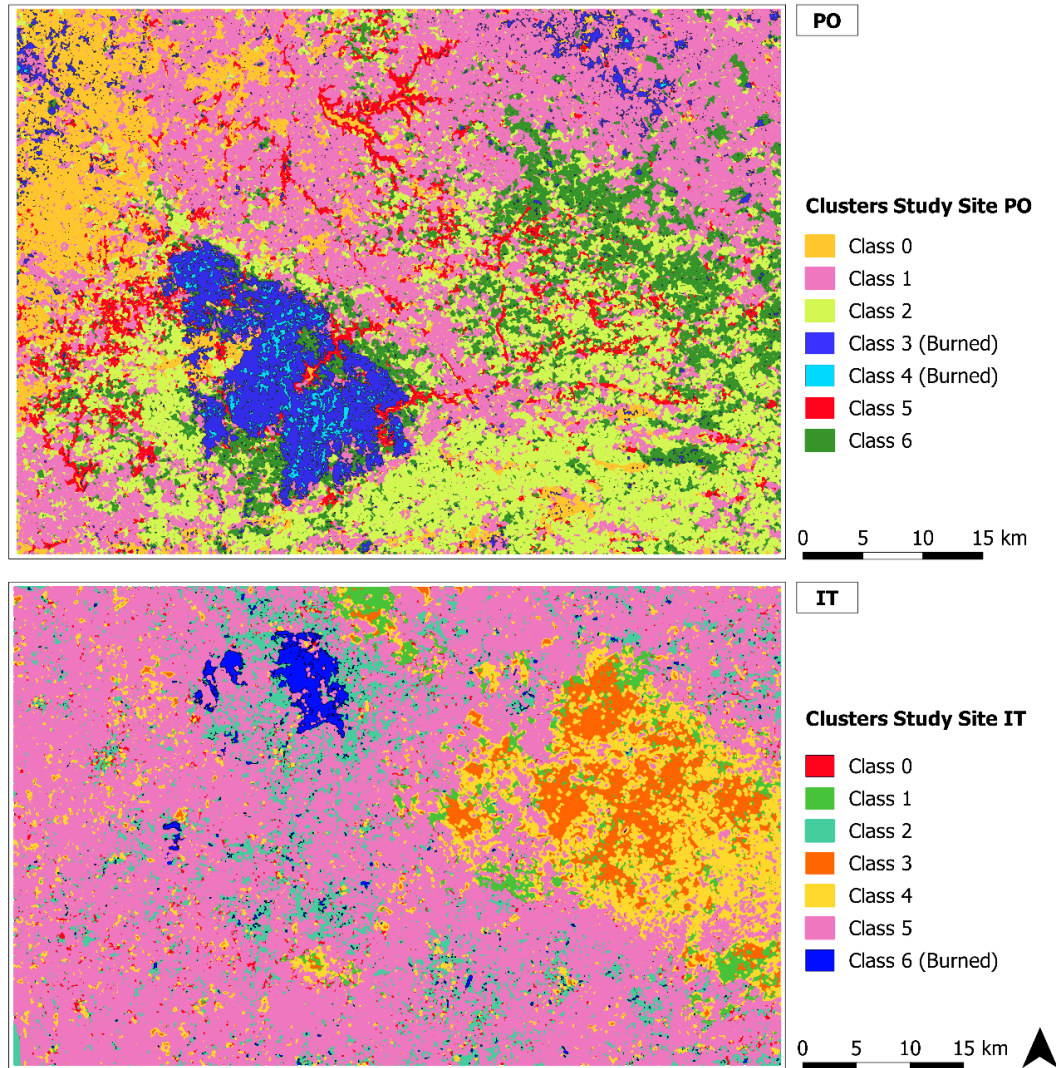 PO
Clusters Study Site PO
Class 0
Class 1
Class 2
Class 3 (Burned)
Class 4 (Burned)
Class 5
Class 6
0 5 10 15 km
IT
Clusters Study Site IT
Class 0
Class 1
Class 2
Class 3
Class 4
Class 5
Class 6 (Burned)
0 5 10 15 km